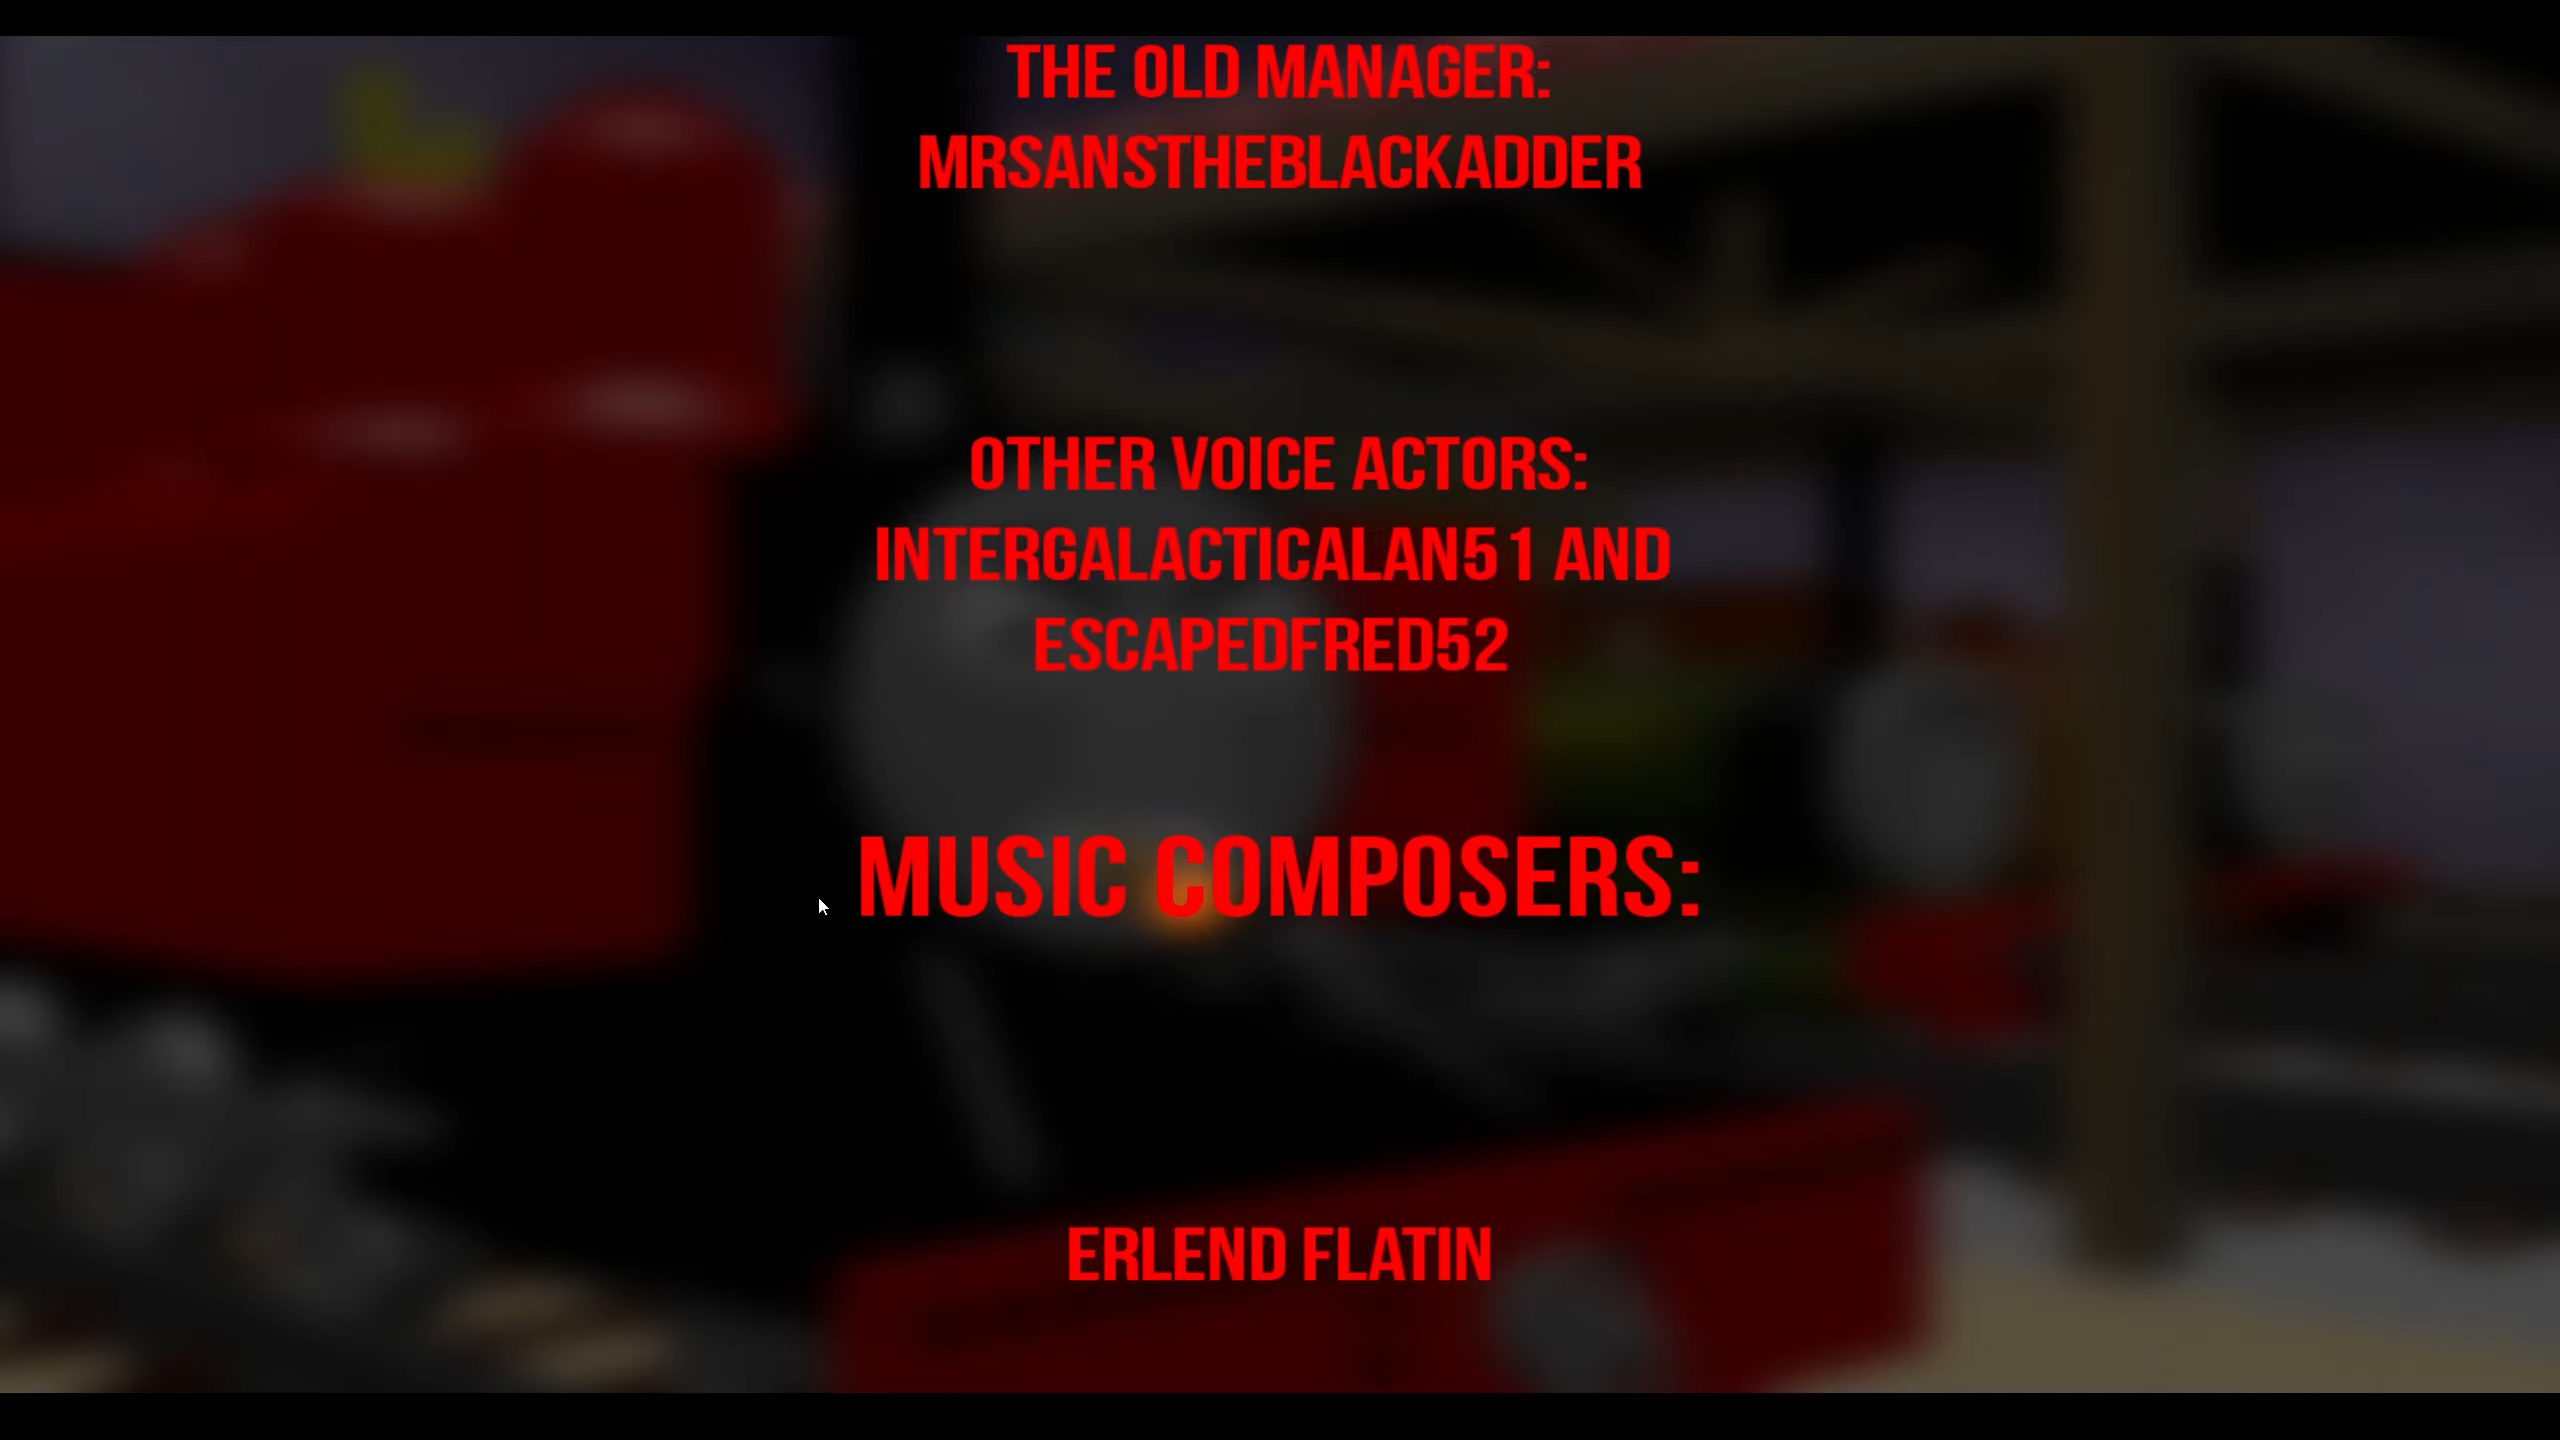 THE OLD MANAGER:
MRSANSTHEBLACKADDER
OTHER VOICE ACTORS:
INTERGALACTICALAN51 AND
ESCAPEDFRED52
MUSIC COMPOSERS:
ERLEND FLATIN